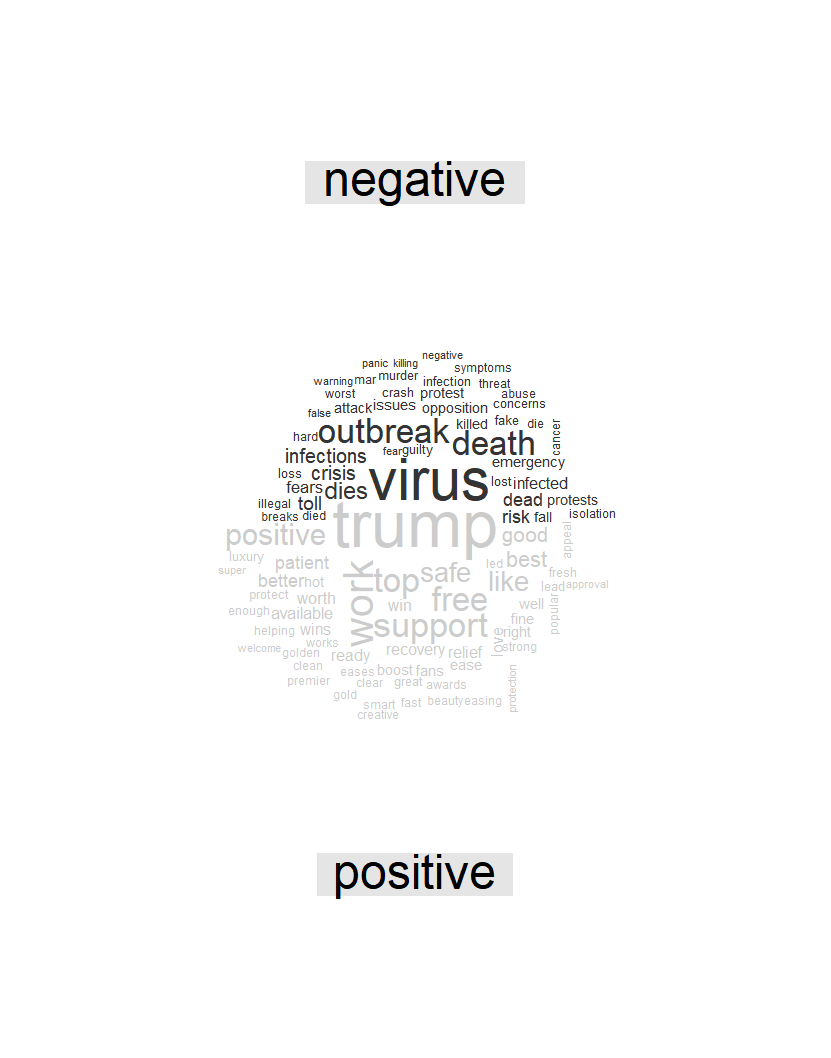 negative
negative
panic killing symptoms
warning mar murder infection threat
worst crash protest abuse
false attack issues opposition concerns
hard outbreak killed fake die cancer
infections fear guilty death
loss crisis virus emergency
fears dies lost infected
illegal toll dead protests
breaks died trump risk fall isolation
positive good appeal
luxury patient work top safe led best
super better hot like fresh
protect worth free lead approval
enough available win well popular
helping wins support fine
works right
welcome golden ready recovery relief love strong
clean eases boost fans ease
premier clear great awards protection
gold smart fast beauty easing
creative
positive